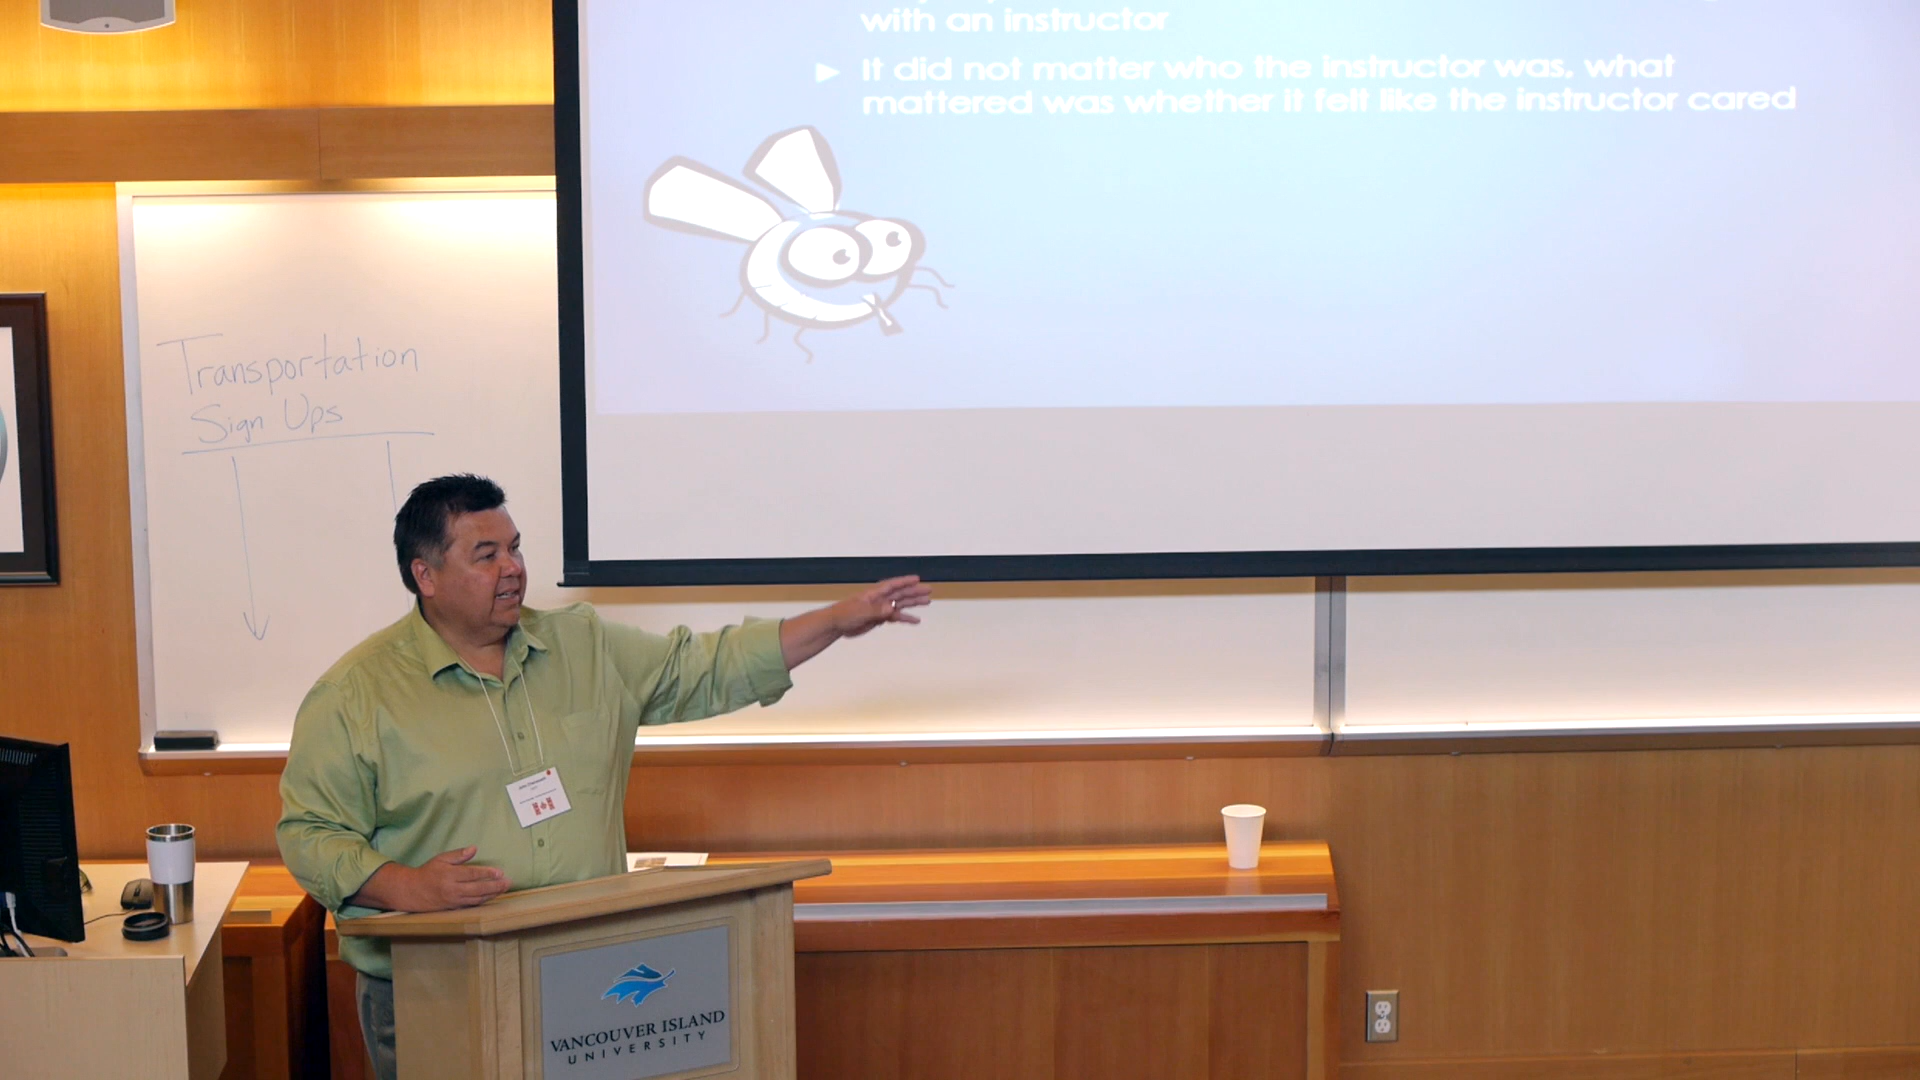 with an instructor
It did not matter who the instructor was, what
mattered was whether it felt like the instructor cared
Transportation
Sign Ups
VANCOUVER ISLAND
UNIVERSITY